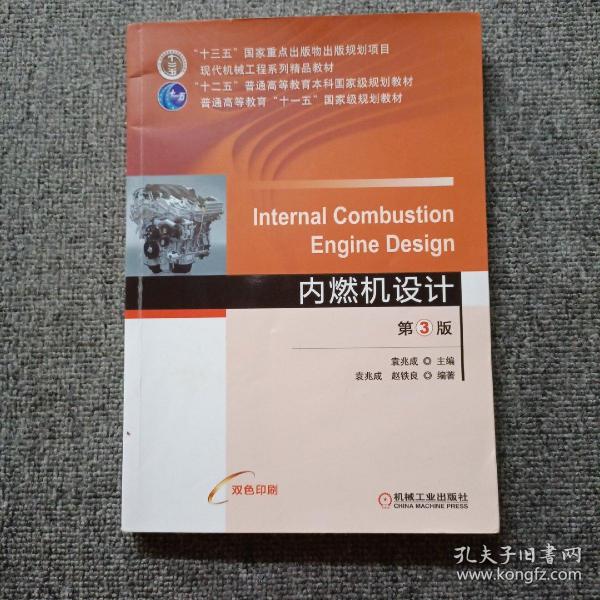 “十三五”国家重点出版物出版规划项目
现代机械工程系列精品教材
“十二五”普通高等教育本科国家级规划教材
普通高等教育“十一五”国家级规划教材
十三五
Internal Combustion
Engine Design
内燃机设计
第3版
袁兆成◎主编
袁兆成 赵铁良◎编著
双色印刷
机械工业出版社
CHINA MACHINE PRESS
孔夫子旧书网
www.kongfz.com